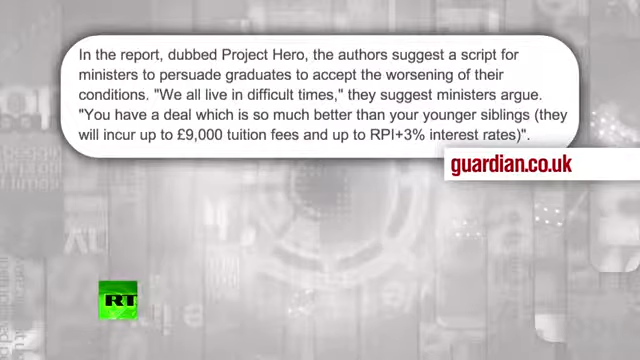 In the report, dubbed Project Hero, the authors suggest a script for
ministers to persuade graduates to accept the worsening of their
conditions. "We all live in difficult times," they suggest ministers argue.
"You have a deal which is so much better than your younger siblings (they
will incur up to £9,000 tuition fees and up to RPI+3% interest rates)".
guardian.co.uk
RT